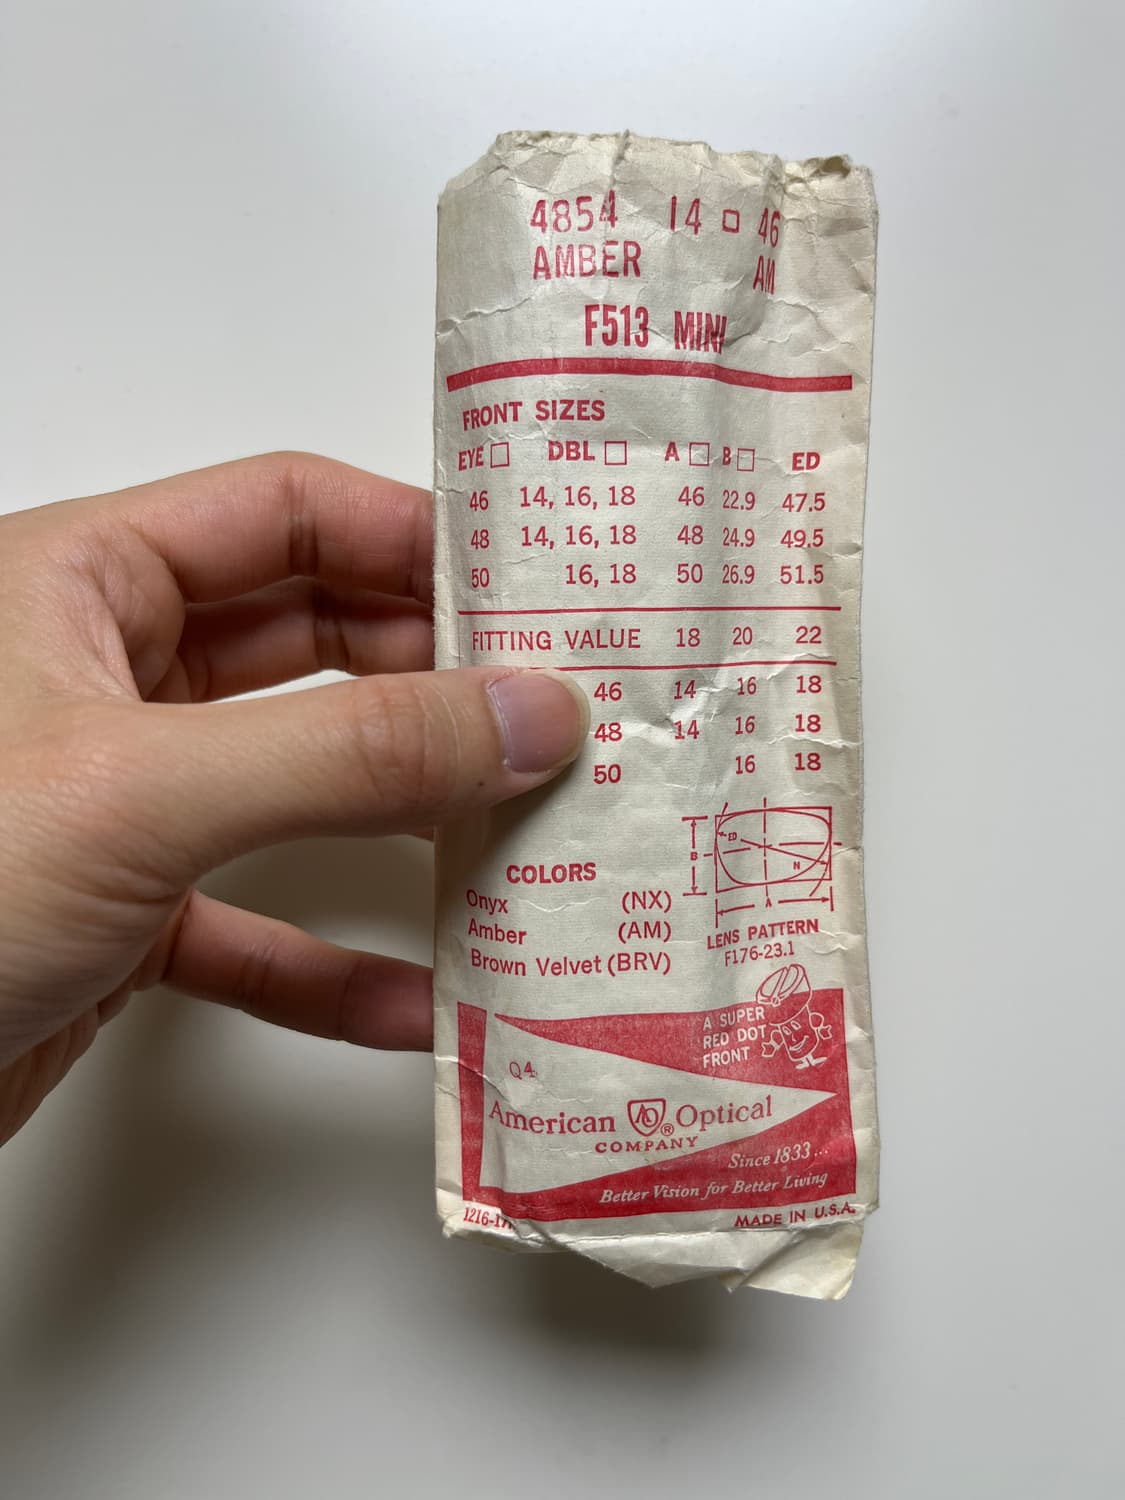 4854 14 □ 46
AMBER AM
F513 MINI
FRONT SIZES
EYE □ DBL □ A □ B □ ED
46 14, 16, 18 46 22.9 47.5
48 14, 16, 18 48 24.9 49.5
50 16, 18 50 26.9 51.5
FITTING VALUE 18 20 22
46 14 16 18
48 14 16 18
50 16 18
COLORS
Onyx (NX)
Amber (AM)
Brown Velvet (BRV)
ED
B
N
A
LENS PATTERN
F176-23.1
A SUPER
RED DOT
FRONT
Q4
American AO® Optical
COMPANY
Since 1833...
Better Vision for Better Living
MADE IN U.S.A.